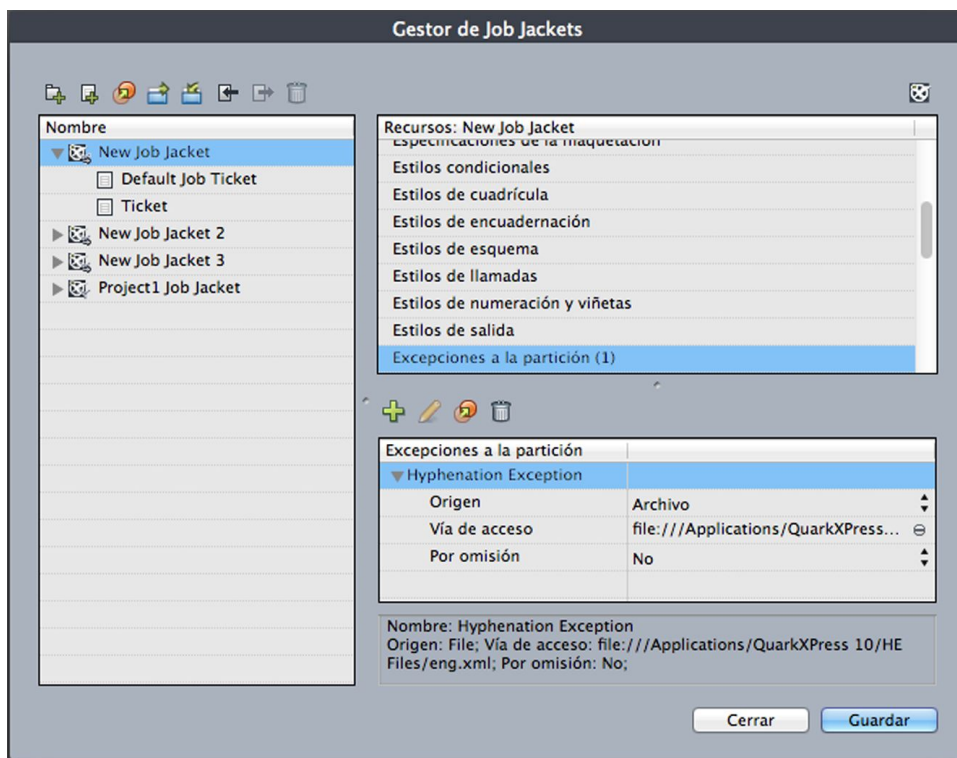 Gestor de Job Jackets
Nombre
New Job Jacket
Default Job Ticket
Ticket
New Job Jacket 2
New Job Jacket 3
Project1 Job Jacket
Recursos: New Job Jacket
Especificaciones de la maquetación
Estilos condicionales
Estilos de cuadrícula
Estilos de encuadernación
Estilos de esquema
Estilos de llamadas
Estilos de numeración y viñetas
Estilos de salida
Excepciones a la partición (1)
Excepciones a la partición
Hyphenation Exception
Origen Archivo
Vía de acceso file:///Applications/QuarkXPress...
Por omisión No
Nombre: Hyphenation Exception
Origen: File; Vía de acceso: file:///Applications/QuarkXPress 10/HE
Files/eng.xml; Por omisión: No;
Cerrar Guardar